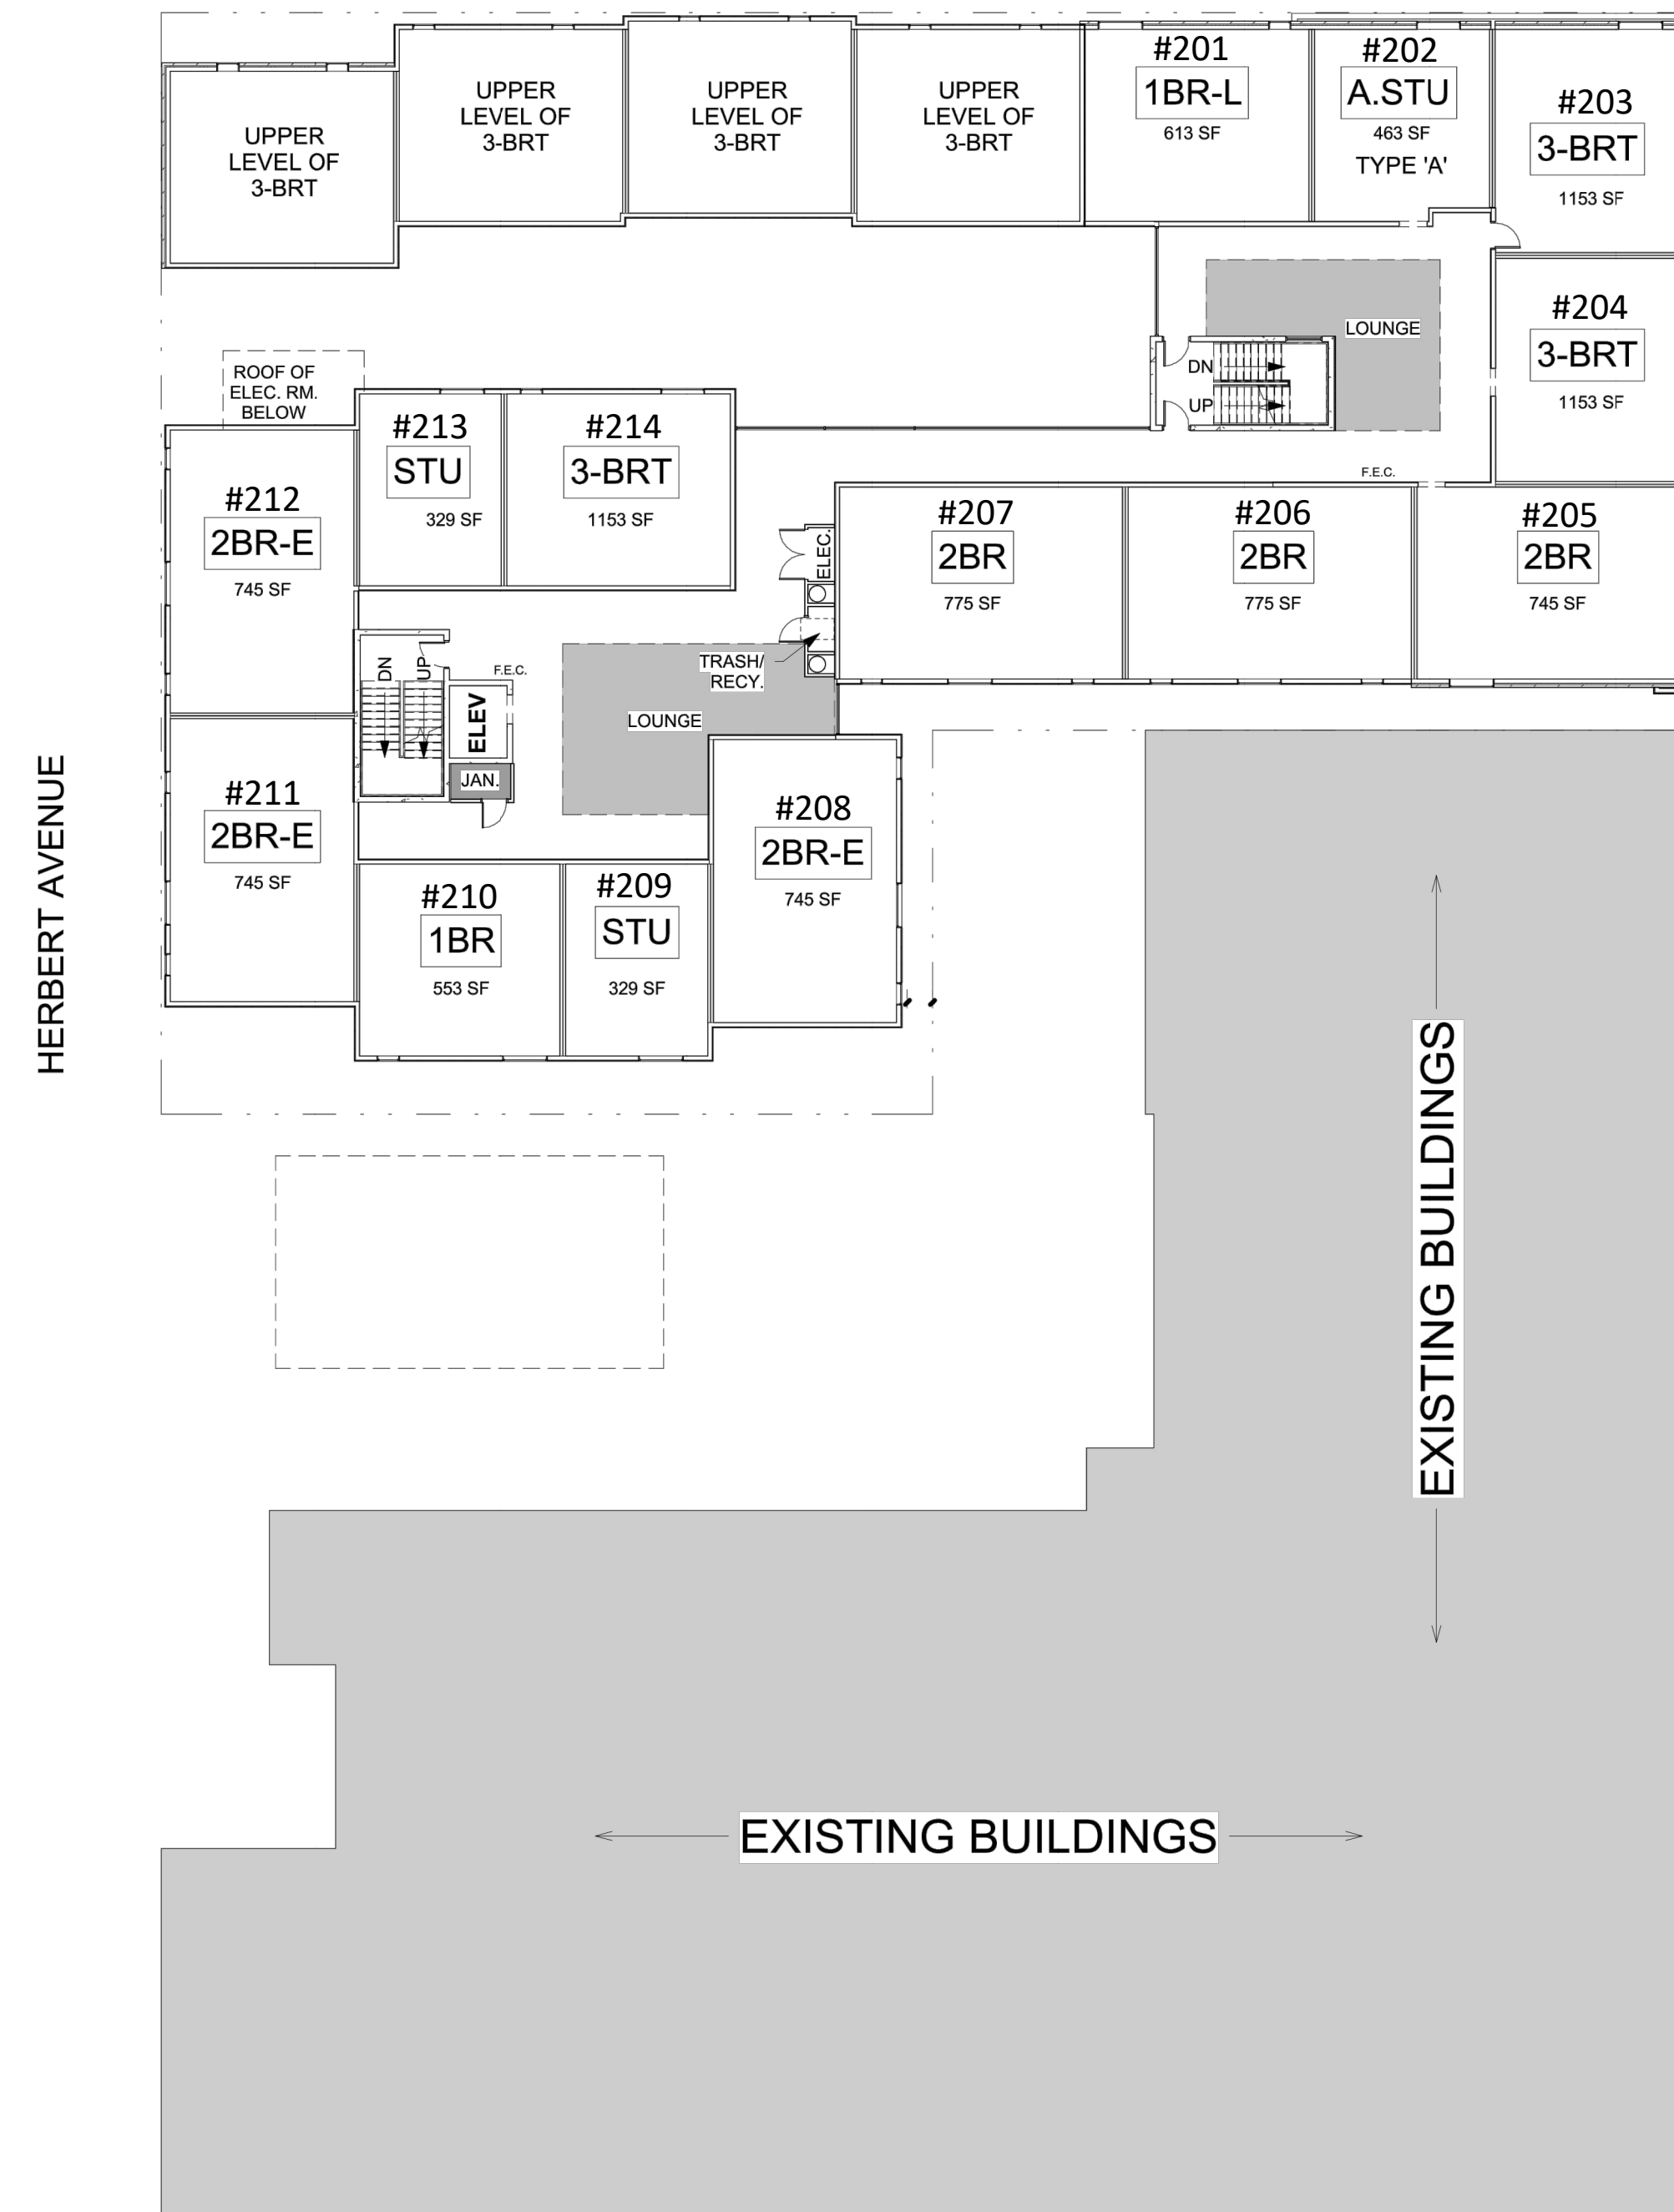 #201
1BR-L
613 SF
#202
A.STU
463 SF
TYPE 'A'
#203
3-BRT
1153 SF
UPPER
LEVEL OF
3-BRT
UPPER
LEVEL OF
3-BRT
UPPER
LEVEL OF
3-BRT
UPPER
LEVEL OF
3-BRT
#204
3-BRT
1153 SF
LOUNGE
DN
UP
F.E.C.
ROOF OF
ELEC. RM.
BELOW
#213
STU
329 SF
#214
3-BRT
1153 SF
#212
2BR-E
745 SF
#207
2BR
775 SF
#206
2BR
775 SF
#205
2BR
745 SF
ELEC.
TRASH/
RECY.
DN
UP
F.E.C.
ELEV
LOUNGE
JAN.
#211
2BR-E
745 SF
#208
2BR-E
745 SF
#210
1BR
553 SF
#209
STU
329 SF
HERBERT AVENUE
EXISTING BUILDINGS
EXISTING BUILDINGS